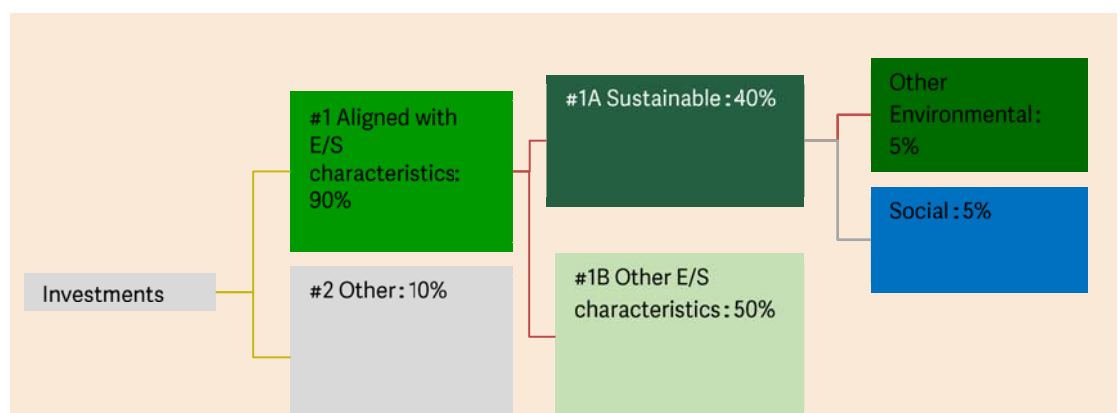 Investments
#1 Aligned with
E/S
characteristics:
90%
#2 Other: 10%
#1A Sustainable: 40%
#1B Other E/S
characteristics: 50%
Other
Environmental:
5%
Social: 5%